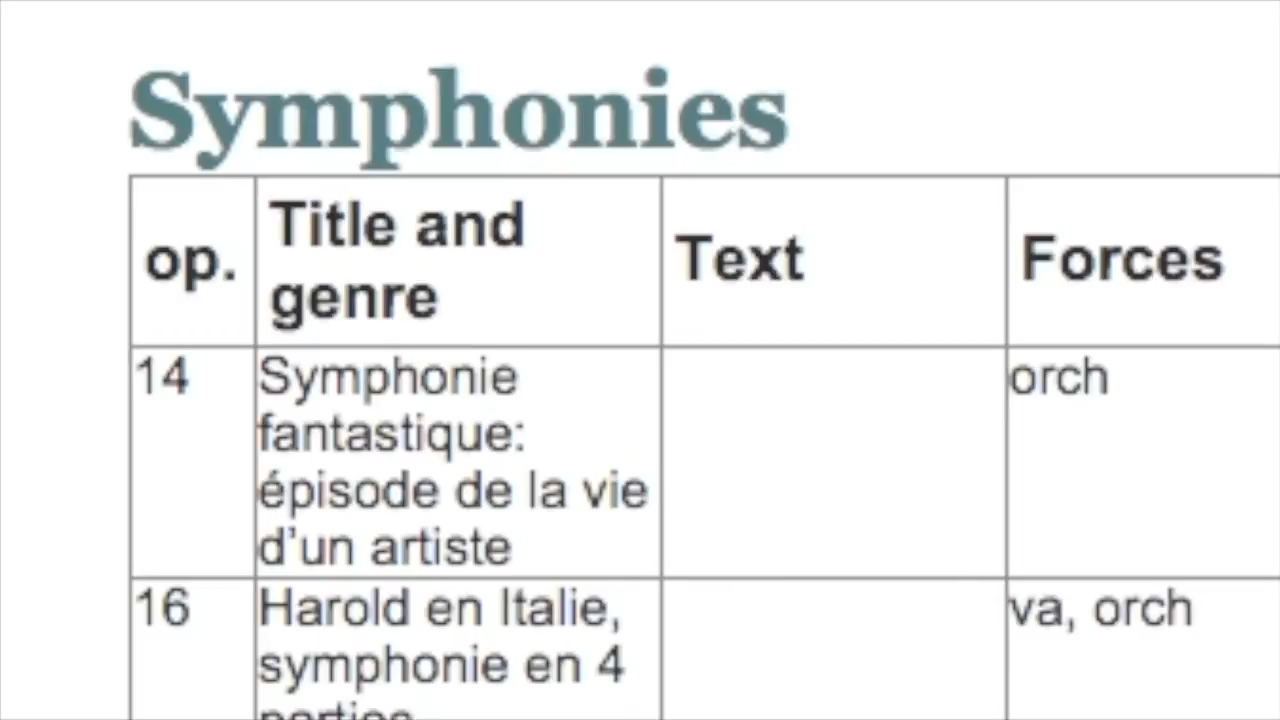 Symphonies
op.
Title and
genre
Text
Forces
14
Symphonie
fantastique:
épisode de la vie
d’un artiste
orch
16
Harold en Italie,
symphonie en 4
va, orch